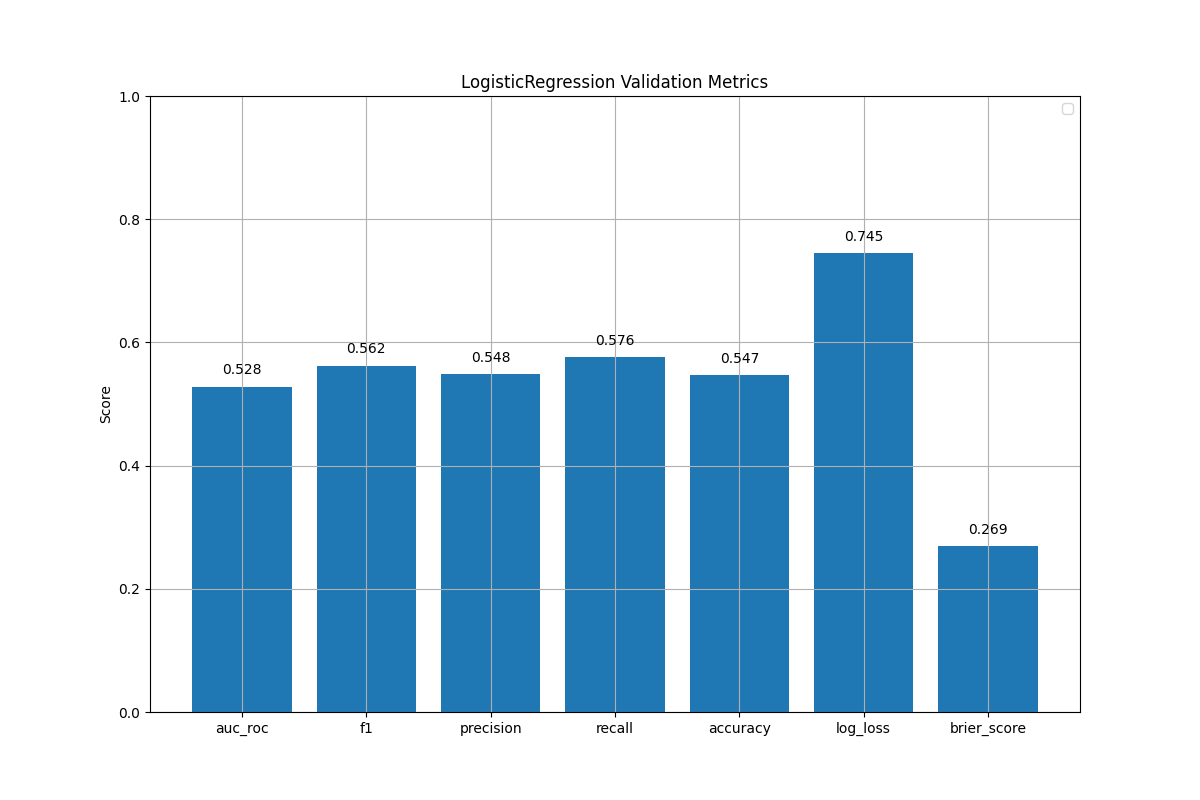 LogisticRegression Validation Metrics
1.0
0.8
0.6
0.4
0.2
0.0
Score
0.528
0.562
0.548
0.576
0.547
0.745
0.269
auc_roc
f1
precision
recall
accuracy
log_loss
brier_score